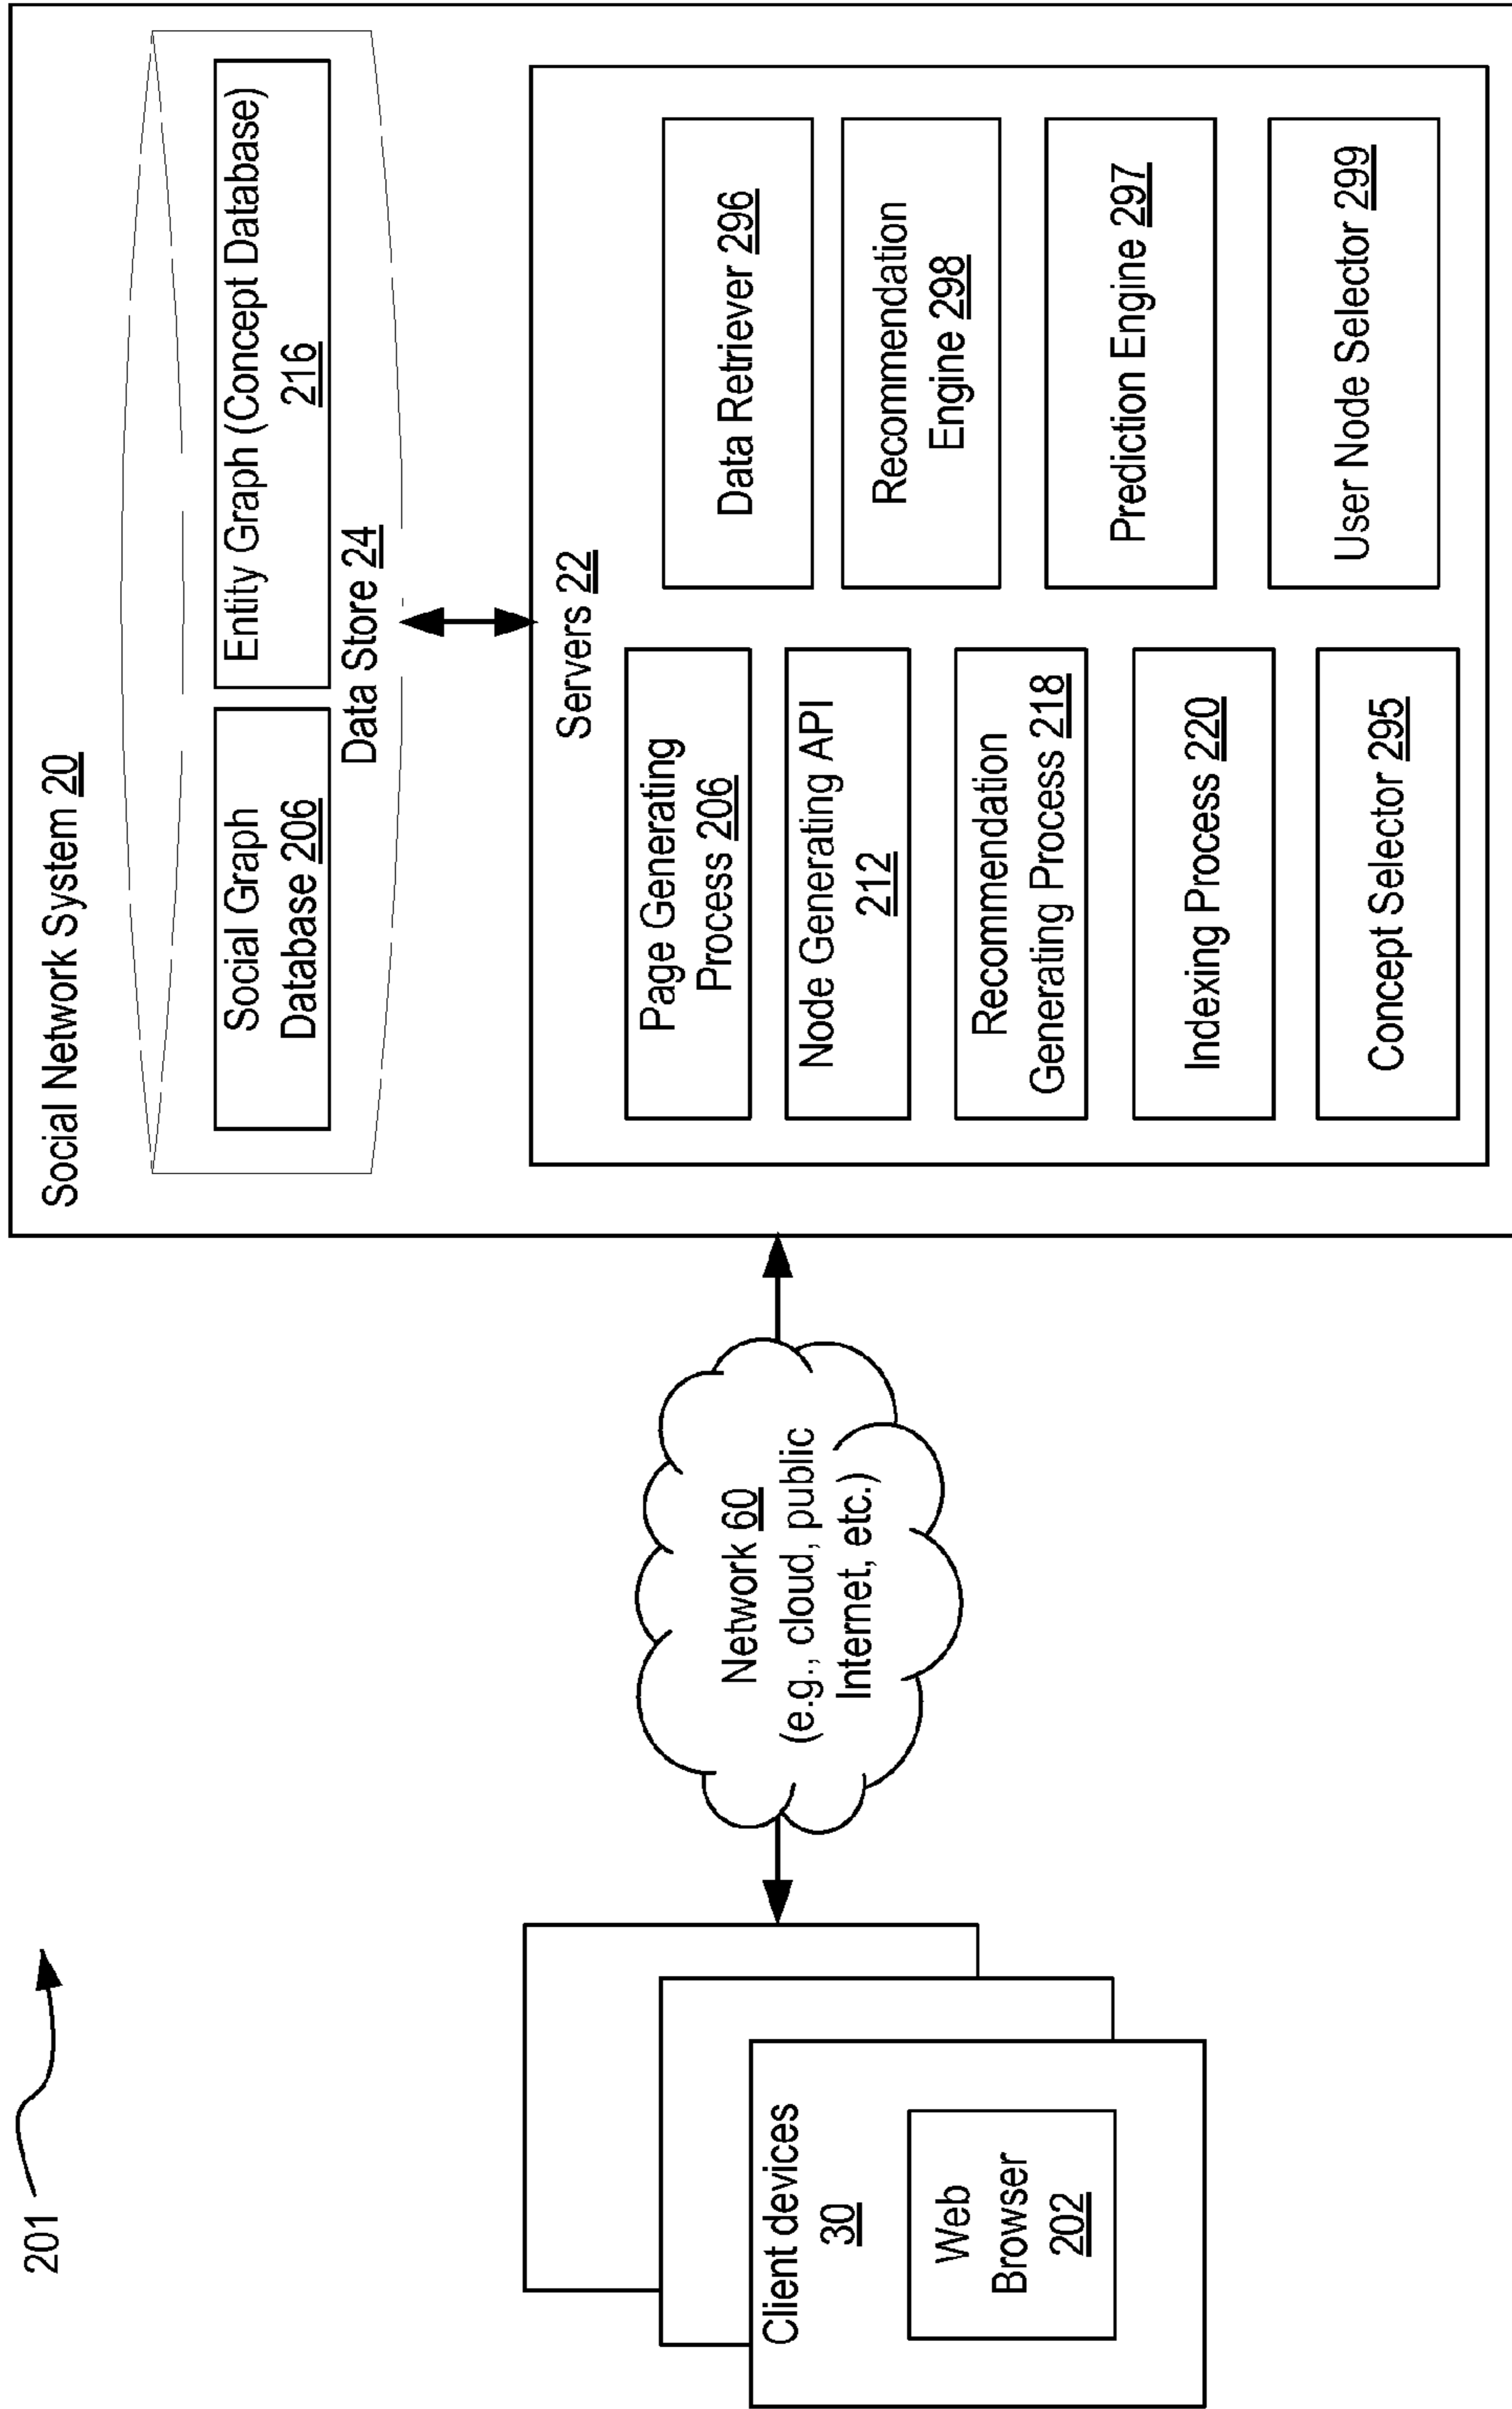 201
Client devices
30
Web
Browser
202
Network 60
(e.g., cloud, public
Internet, etc.)
Social Network System 20
Social Graph
Database 206
Entity Graph (Concept Database)
216
Data Store 24
Servers 22
Page Generating
Process 206
Node Generating API
212
Recommendation
Generating Process 218
Indexing Process 220
Concept Selector 295
Data Retriever 296
Recommendation
Engine 298
Prediction Engine 297
User Node Selector 299